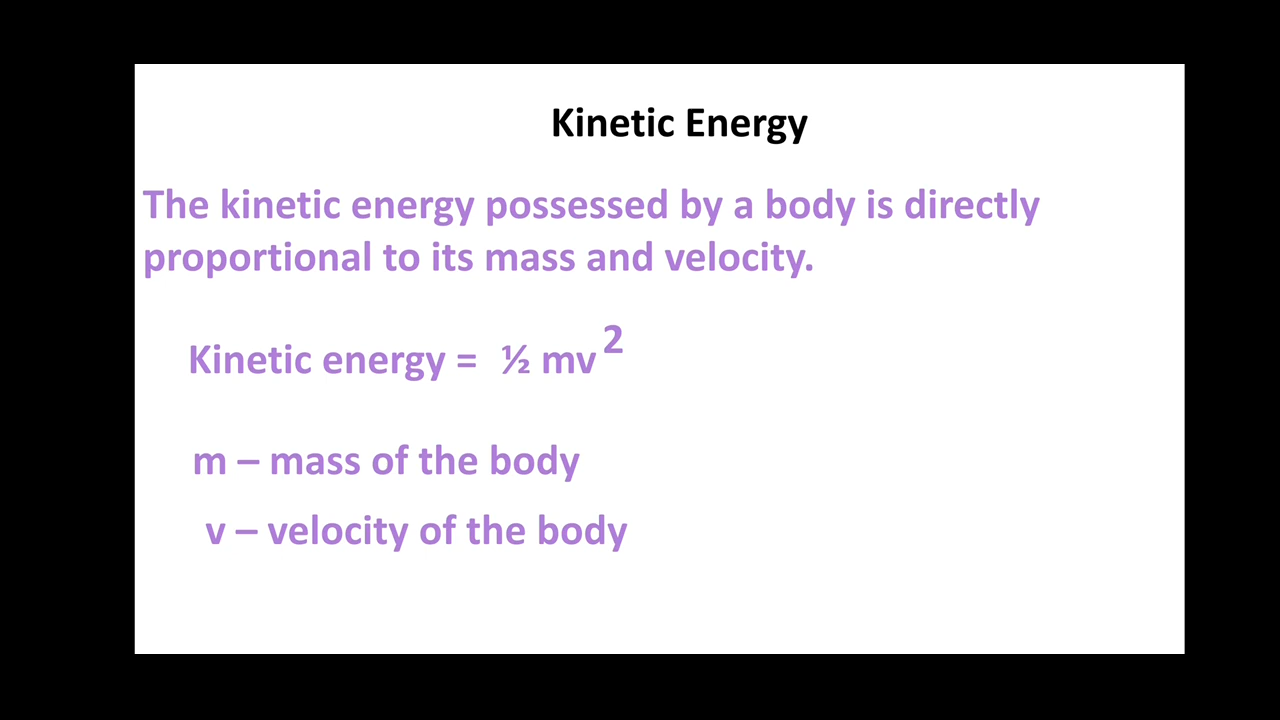 Kinetic Energy
The kinetic energy possessed by a body is directly
proportional to its mass and velocity.
Kinetic energy = ½ mv²
m – mass of the body
v – velocity of the body